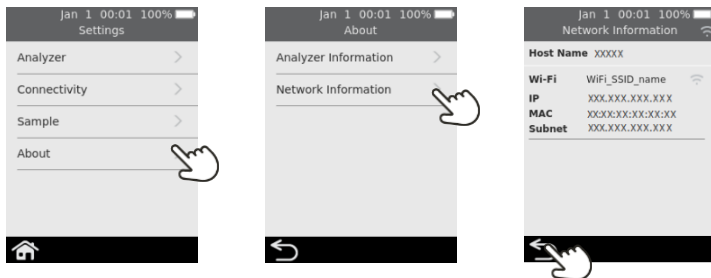 Jan 1 00:01 100%
Settings
Analyzer
Connectivity
Sample
About
Jan 1 00:01 100%
About
Analyzer Information
Network Information
Jan 1 00:01 100%
Network Information
Host Name XXXXX
Wi-Fi WiFi_SSID_name
IP XXX.XXX.XXX.XXX
MAC XX:XX:XX:XX:XX:XX
Subnet XXX.XXX.XXX.XXX